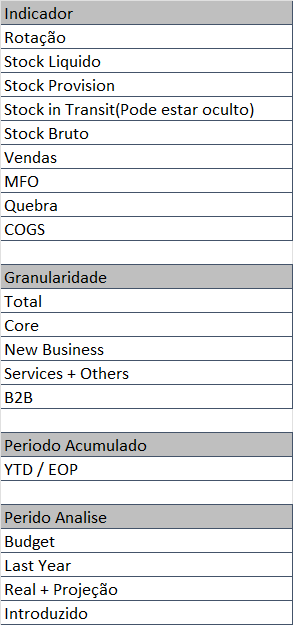 Indicador
Rotação
Stock Liquido
Stock Provision
Stock in Transit(Pode estar oculto)
Stock Bruto
Vendas
MFO
Quebra
COGS
Granularidade
Total
Core
New Business
Services + Others
B2B
Periodo Acumulado
YTD / EOP
Perido Analise
Budget
Last Year
Real + Projeção
Introduzido